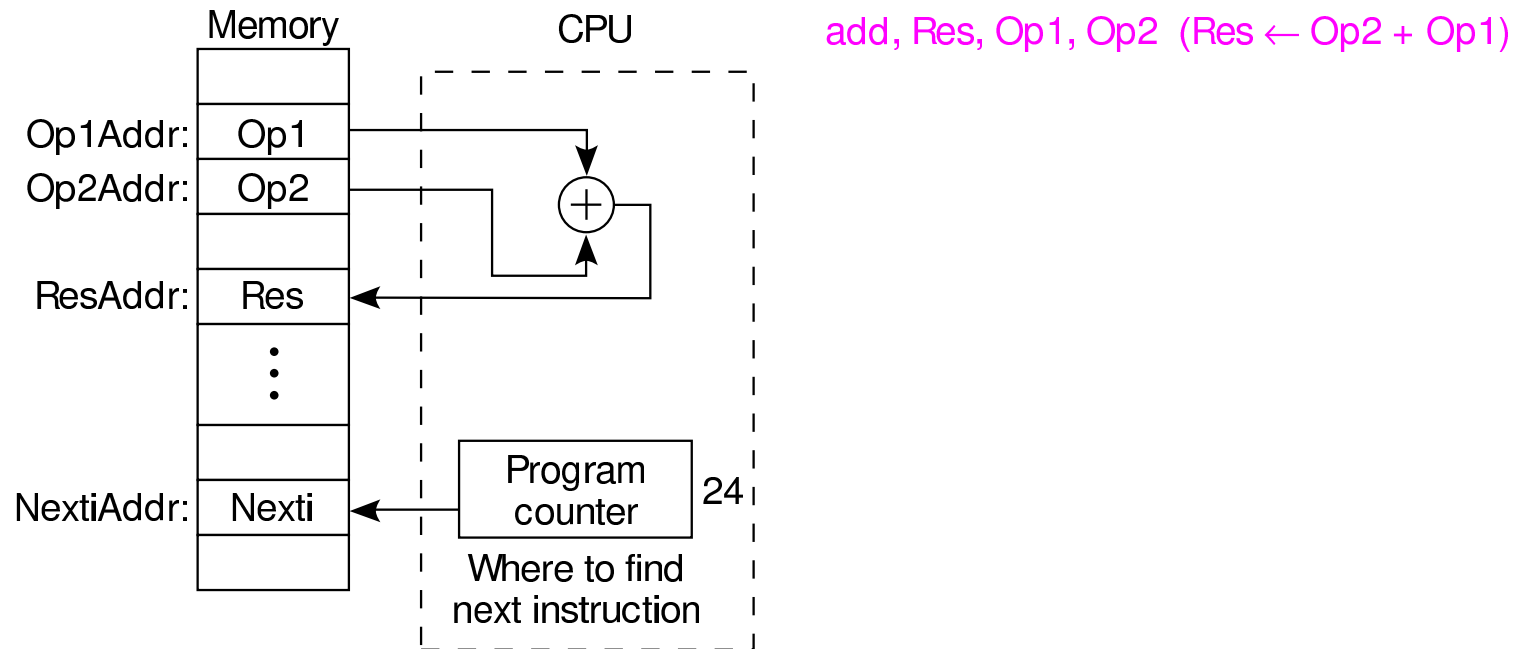 Memory
CPU
add, Res, Op1, Op2 (Res ← Op2 + Op1)
Op1Addr: Op1
Op2Addr: Op2
+
ResAddr: Res
Program
counter
24
NextiAddr: Nexti
Where to find
next instruction